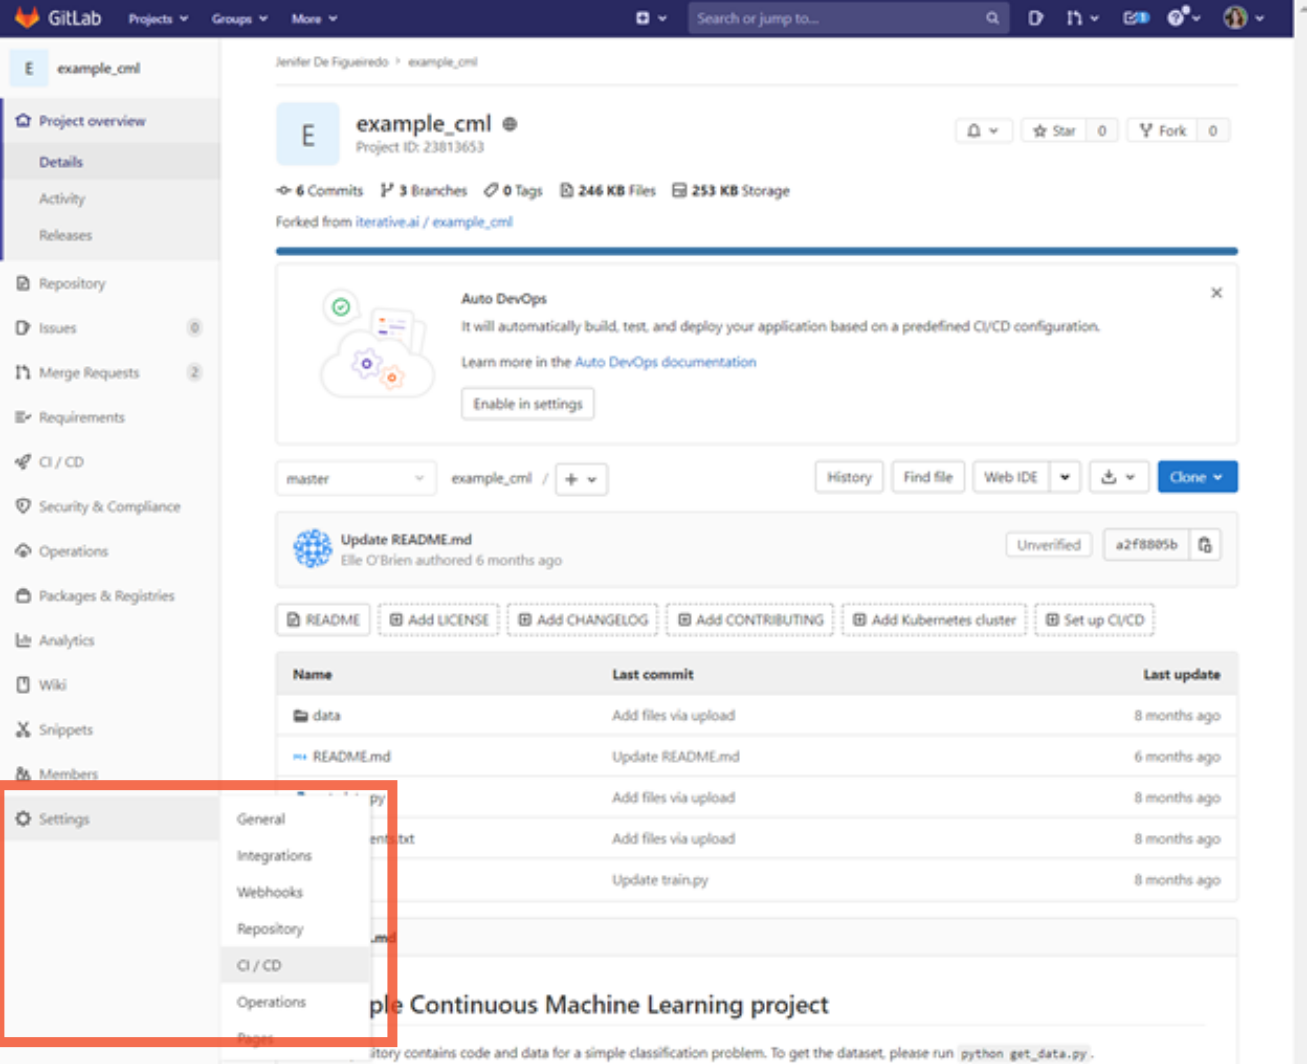 GitLab Projects Groups More Search or jump to...
E example_cml
Jenifer De Figueiredo > example_cml
Project overview
Details
Activity
Releases
Repository
Issues 0
Merge Requests 2
Requirements
CI / CD
Security & Compliance
Operations
Packages & Registries
Analytics
Wiki
Snippets
Members
Settings
General
Integrations
Webhooks
Repository
CI / CD
Operations
Pages
E
example_cml
Project ID: 23813653
Star 0 Fork 0
6 Commits 3 Branches 0 Tags 246 KB Files 253 KB Storage
Forked from iterative.ai / example_cml
Auto DevOps
It will automatically build, test, and deploy your application based on a predefined CI/CD configuration.
Learn more in the Auto DevOps documentation
Enable in settings
master example_cml / + History Find file Web IDE Clone
Update README.md
Elle O'Brien authored 6 months ago
Unverified a2f8805b
README Add LICENSE Add CHANGELOG Add CONTRIBUTING Add Kubernetes cluster Set up CI/CD
Name Last commit Last update
data Add files via upload 8 months ago
README.md Update README.md 6 months ago
py Add files via upload 8 months ago
ents.txt Add files via upload 8 months ago
Update train.py 8 months ago
.md
ple Continuous Machine Learning project
itory contains code and data for a simple classification problem. To get the dataset, please run python get_data.py.